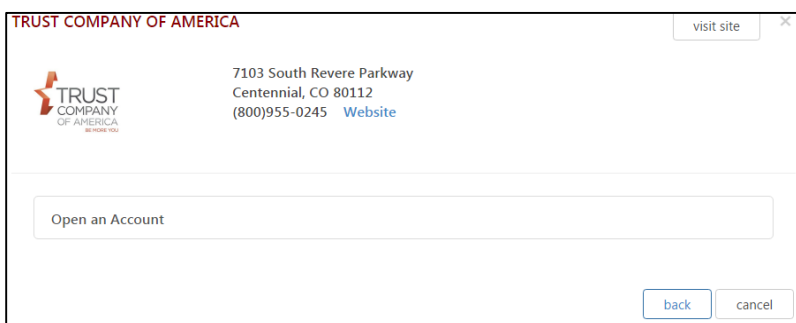 TRUST COMPANY OF AMERICA
visit site
×
TRUST
COMPANY
OF AMERICA
BE MORE YOU
7103 South Revere Parkway
Centennial, CO 80112
(800)955-0245 Website
Open an Account
back
cancel